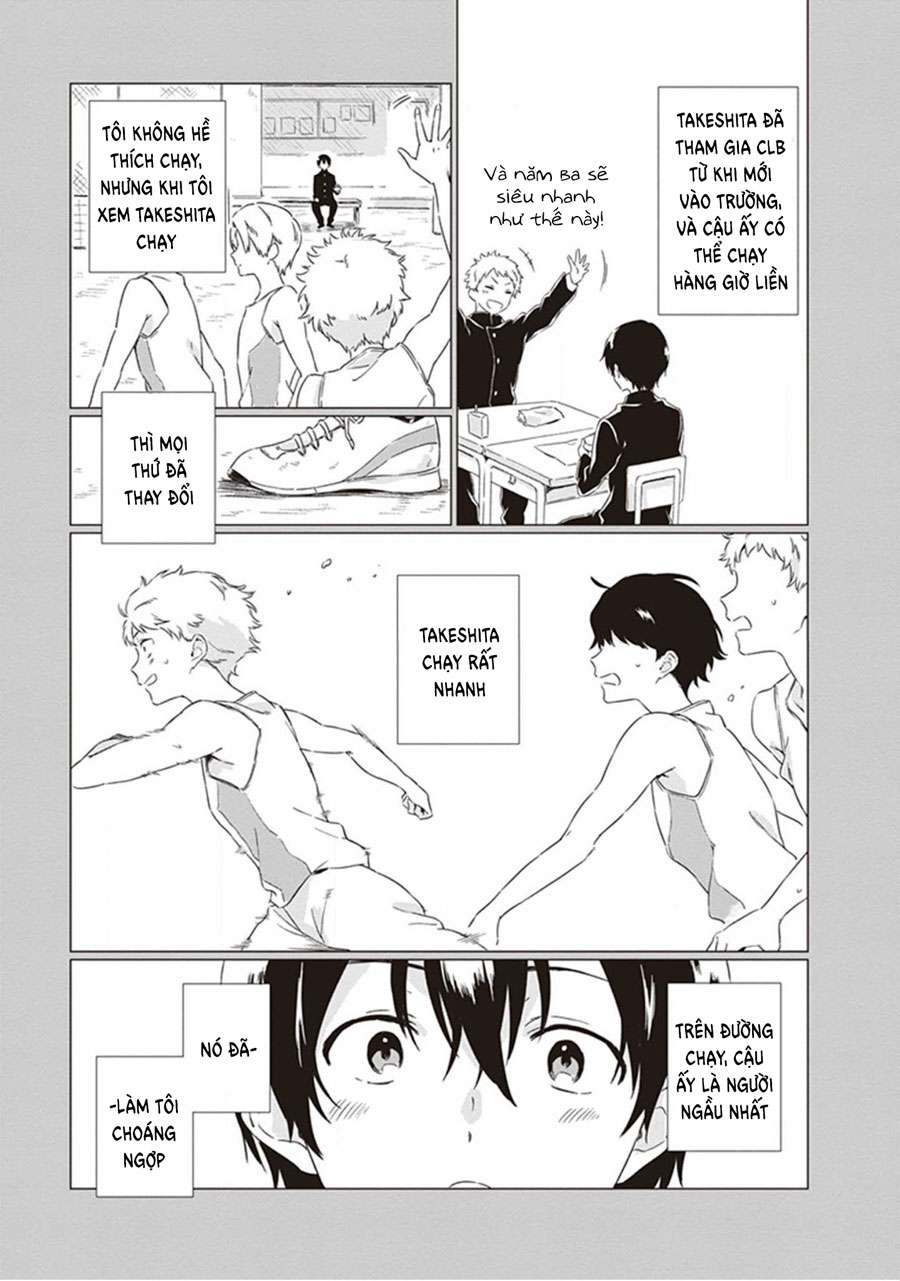 TAKESHITA ĐÃ
THAM GIA CLB
TỪ KHI MỚI
VÀO TRƯỜNG,
VÀ CẬU ẤY CÓ
THỂ CHẠY
HÀNG GIỜ LIỀN
Và năm ba sẽ
siêu nhanh
như thế này!
TÔI KHÔNG HỀ
THÍCH CHẠY,
NHƯNG KHI TÔI
XEM TAKESHITA
CHẠY
THÌ MỌI
THỨ ĐÃ
THAY ĐỔI
TAKESHITA
CHẠY RẤT
NHANH
TRÊN ĐƯỜNG
CHẠY, CẬU
ẤY LÀ NGƯỜI
NGẦU NHẤT
NÓ ĐÃ-
-LÀM TÔI
CHOÁNG
NGỢP